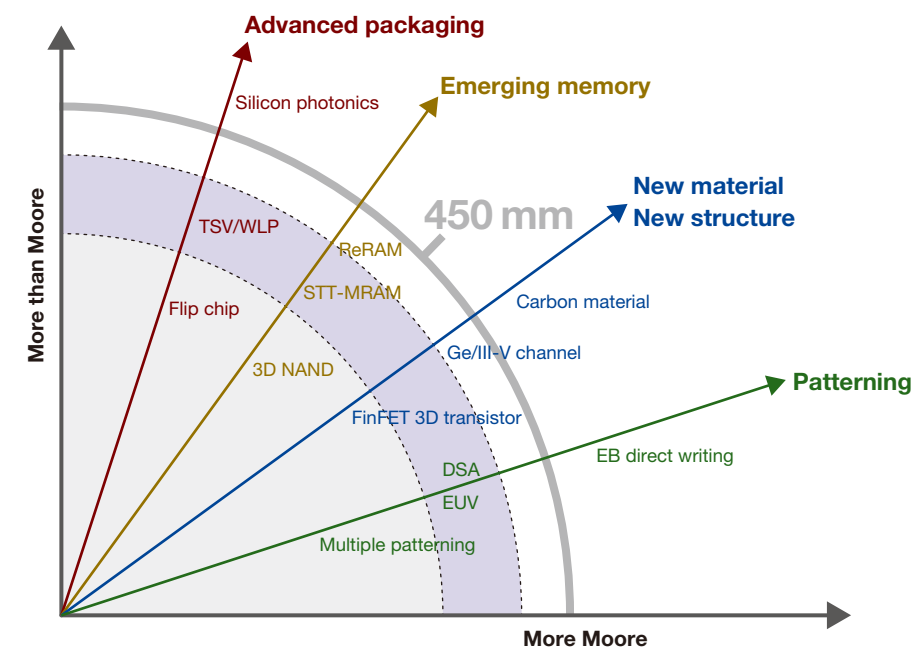 Advanced packaging
Silicon photonics
Emerging memory
New material
New structure
450 mm
TSV/WLP
ReRAM
STT-MRAM
Carbon material
More than Moore
Flip chip
Ge/III-V channel
3D NAND
Patterning
FinFET 3D transistor
EB direct writing
DSA
EUV
Multiple patterning
More Moore